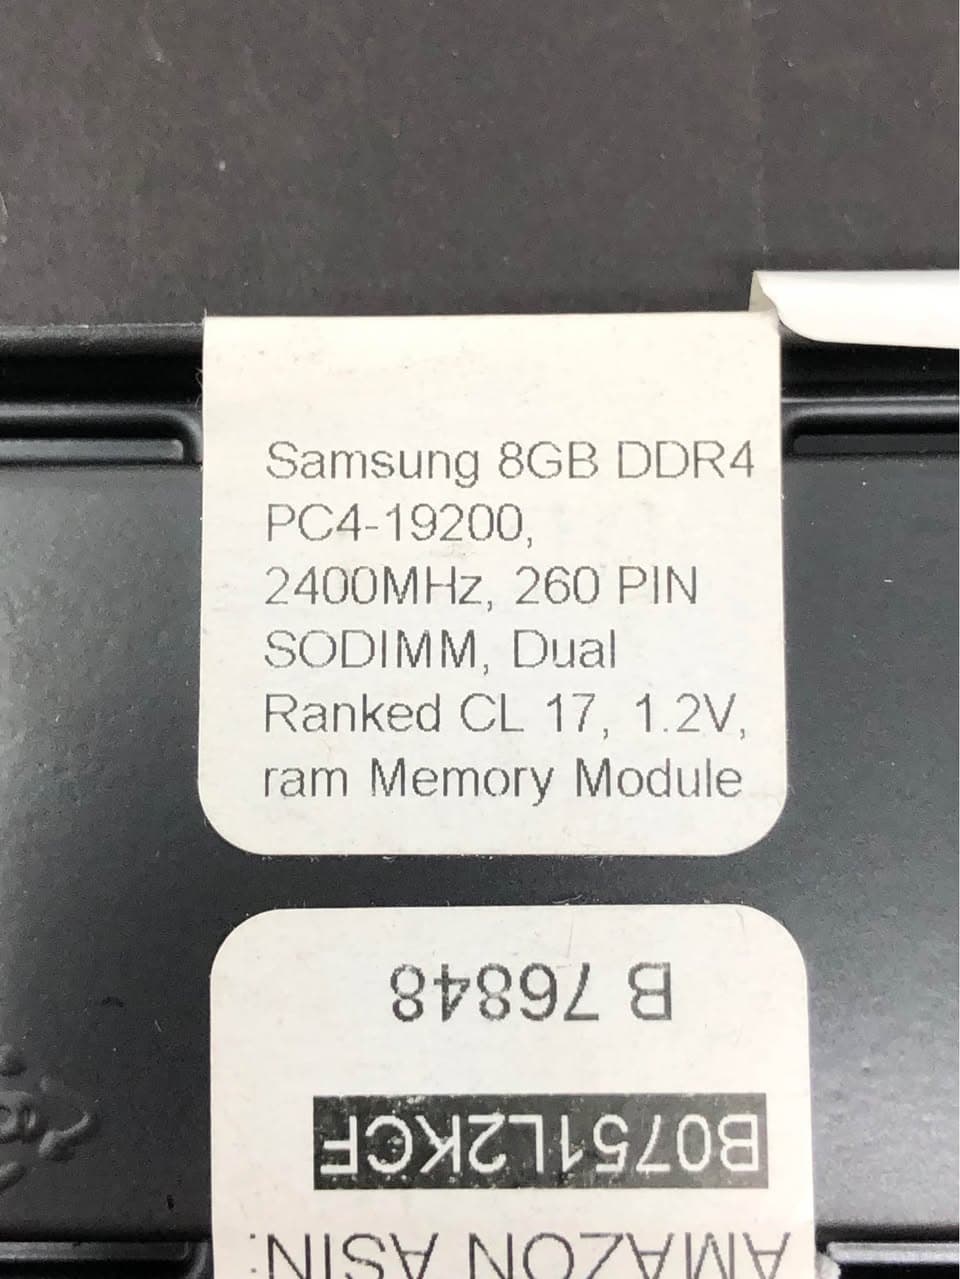 Samsung 8GB DDR4
PC4-19200,
2400MHz, 260 PIN
SODIMM, Dual
Ranked CL 17, 1.2V,
ram Memory Module
AMAZON ASIN:
B0751L2KCF
B 76848